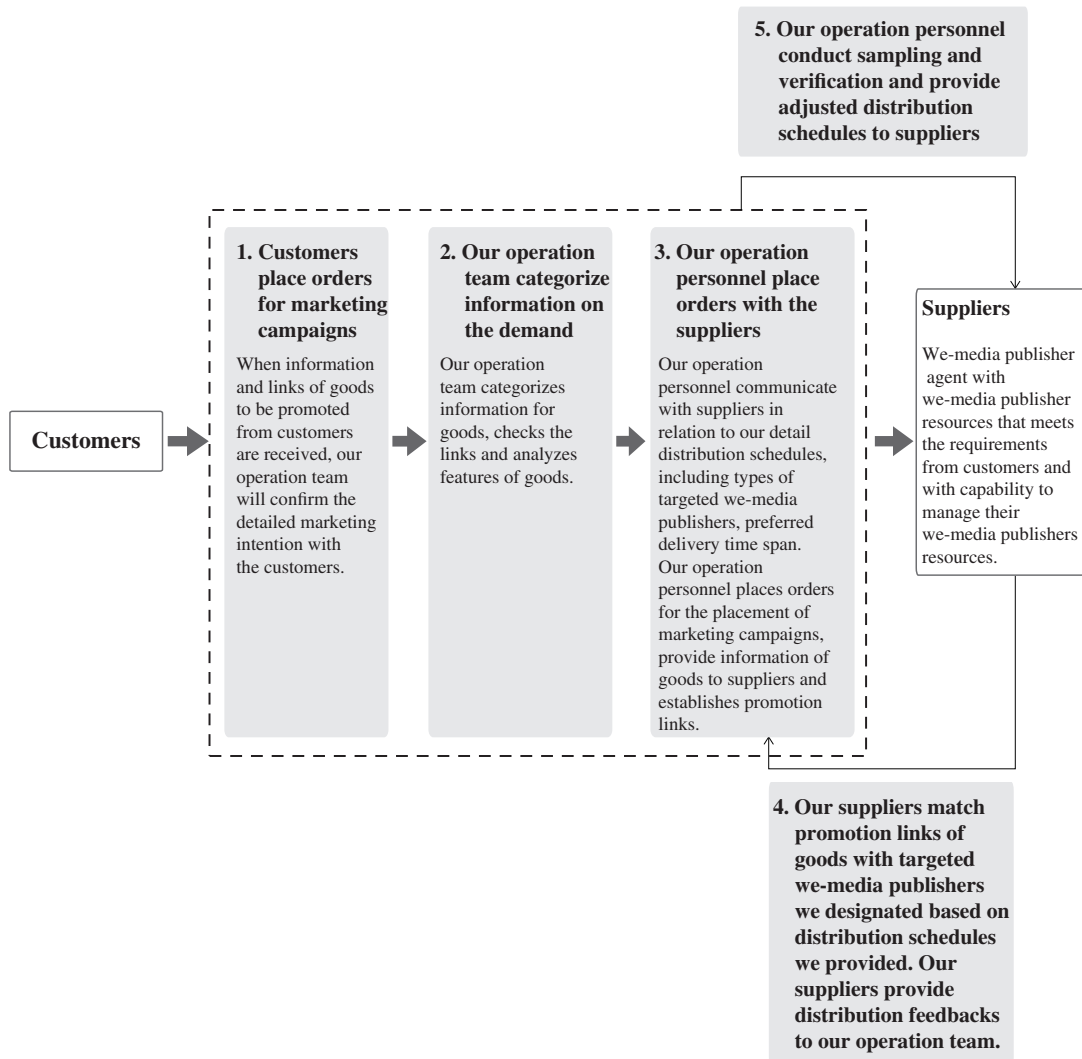 5. Our operation personnel
conduct sampling and
verification and provide
adjusted distribution
schedules to suppliers
Customers
1. Customers
place orders
for marketing
campaigns
When information
and links of goods
to be promoted
from customers
are received, our
operation team
will confirm the
detailed marketing
intention with
the customers.
2. Our operation
team categorize
information on
the demand
Our operation
team categorizes
information for
goods, checks the
links and analyzes
features of goods.
3. Our operation
personnel place
orders with the
suppliers
Our operation
personnel communicate
with suppliers in
relation to our detail
distribution schedules,
including types of
targeted we-media
publishers, preferred
delivery time span.
Our operation
personnel places orders
for the placement of
marketing campaigns,
provide information of
goods to suppliers and
establishes promotion
links.
Suppliers
We-media publisher
agent with
we-media publisher
resources that meets
the requirements
from customers and
with capability to
manage their
we-media publishers
resources.
4. Our suppliers match
promotion links of
goods with targeted
we-media publishers
we designated based on
distribution schedules
we provided. Our
suppliers provide
distribution feedbacks
to our operation team.